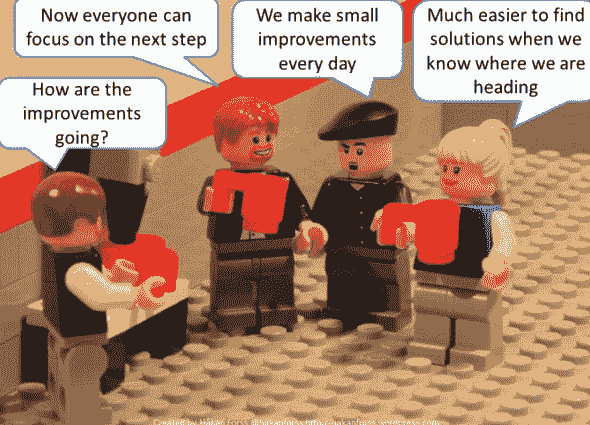 Now everyone can
focus on the next step
We make small
improvements
every day
Much easier to find
solutions when we
know where we are
heading
How are the
improvements
going?